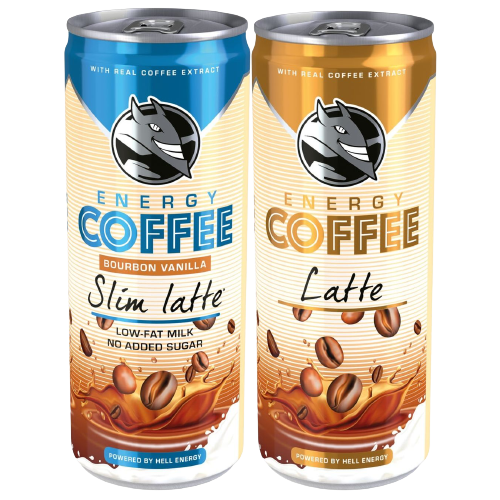 WITH REAL COFFEE EXTRACT
ENERGY
COFFEE
BOURBON VANILLA
Slim latte*
LOW-FAT MILK
NO ADDED SUGAR
POWERED BY HELL ENERGY
WITH REAL COFFEE EXTRACT
ENERGY
COFFEE
Latte
POWERED BY HELL ENERGY